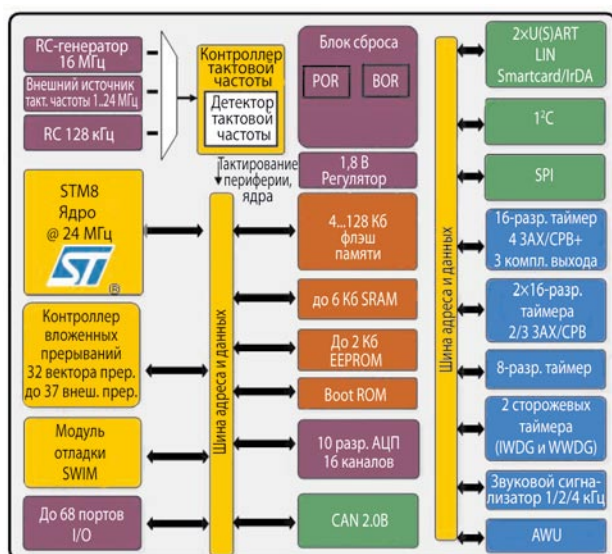 RC-генератор
16 МГц
Внешний источник
такт. частоты 1..24 МГц
RC 128 кГц
Контроллер
тактовой
частоты
Детектор
тактовой
частоты
Блок сброса
POR
BOR
Тактирование
периферии,
ядра
1,8 В
Регулятор
STM8
Ядро
@ 24 МГц
ST
®
Контроллер
вложенных
прерываний
32 вектора прер.
до 37 внеш. прер.
Модуль
отладки
SWIM
До 68 портов
I/O
Шина адреса и данных
4...128 Кб
флэш
памяти
до 6 Кб SRAM
До 2 Кб
EEPROM
Boot ROM
10 разр. АЦП
16 каналов
CAN 2.0B
Шина адреса и данных
2×U(S)ART
LIN
Smartcard/IrDA
1²C
SPI
16-разр. таймер
4 ЗАХ/СРВ+
3 компл. выхода
2×16-разр.
таймера
2/3 ЗАХ/СРВ
8-разр. таймер
2 сторожевых
таймера
(IWDG и WWDG)
Звуковой сигна-
лизатор 1/2/4 кГц
AWU